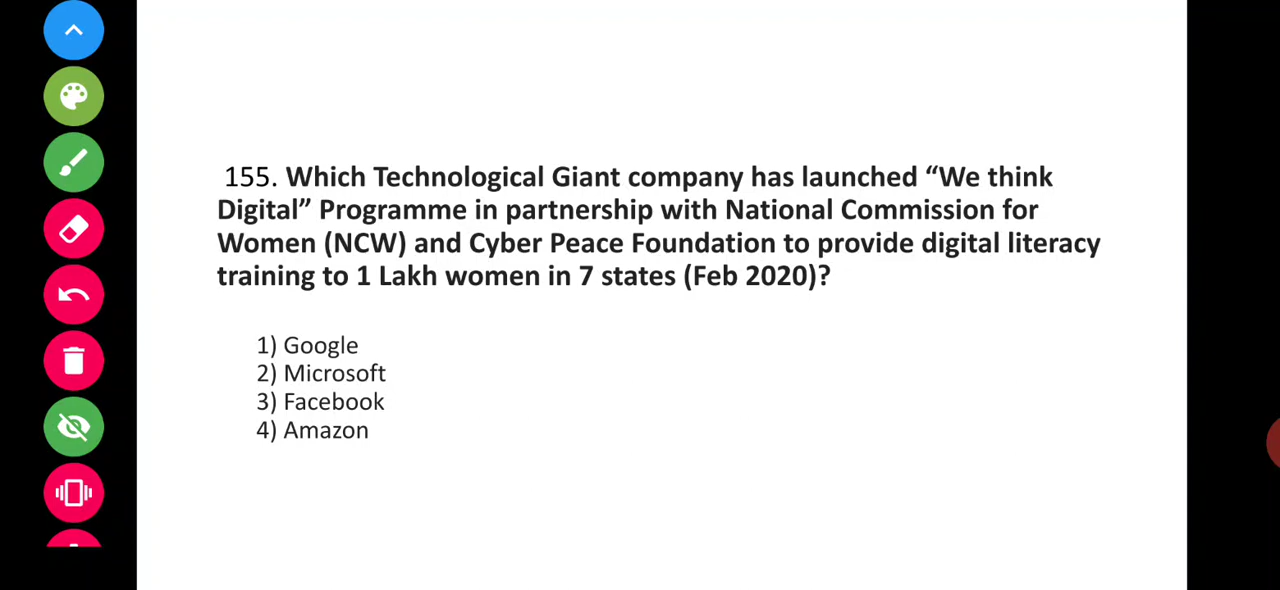 155. Which Technological Giant company has launched “We think
Digital” Programme in partnership with National Commission for
Women (NCW) and Cyber Peace Foundation to provide digital literacy
training to 1 Lakh women in 7 states (Feb 2020)?
1) Google
2) Microsoft
3) Facebook
4) Amazon